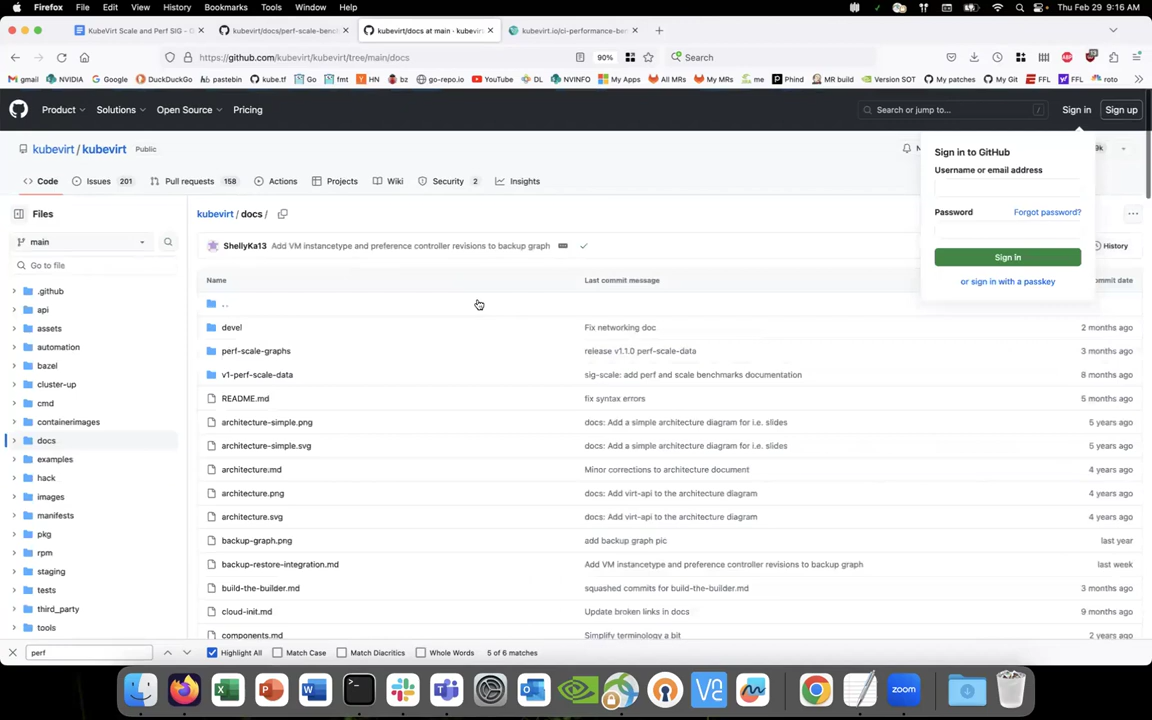 Firefox File Edit View History Bookmarks Tools Window Help Thu Feb 29 9:16 AM
KubeVirt Scale and Perf SIG - kubevirt/docs/perf-scale-benc kubevirt/docs at main · kubevir kubevirt.io/ci-performance-ben
https://github.com/kubevirt/kubevirt/tree/main/docs 90% Search
gmail NVIDIA Google DuckDuckGo pastebin kube.tf Go fmt HN bz go-repo.io YouTube DL NVINFO My Apps All MRs My MRs me Phind MR build Version SOT My patches My Git FFL FFL roto
Product Solutions Open Source Pricing Search or jump to... / Sign in Sign up
kubevirt / kubevirt Public
Sign in to GitHub
Username or email address
Password Forgot password?
Sign in
or sign in with a passkey
Code Issues 201 Pull requests 158 Actions Projects Wiki Security 2 Insights
Files
main
Go to file
.github
api
assets
automation
bazel
cluster-up
cmd
containerimages
docs
examples
hack
images
manifests
pkg
rpm
staging
tests
third_party
tools
kubevirt / docs /
ShellyKa13 Add VM instancetype and preference controller revisions to backup graph History
Name Last commit message ommit date
..
devel Fix networking doc 2 months ago
perf-scale-graphs release v1.1.0 perf-scale-data 3 months ago
v1-perf-scale-data sig-scale: add perf and scale benchmarks documentation 8 months ago
README.md fix syntax errors 5 months ago
architecture-simple.png docs: Add a simple architecture diagram for i.e. slides 5 years ago
architecture-simple.svg docs: Add a simple architecture diagram for i.e. slides 5 years ago
architecture.md Minor corrections to architecture document 4 years ago
architecture.png docs: Add virt-api to the architecture diagram 4 years ago
architecture.svg docs: Add virt-api to the architecture diagram 4 years ago
backup-graph.png add backup graph pic last year
backup-restore-integration.md Add VM instancetype and preference controller revisions to backup graph last week
build-the-builder.md squashed commits for build-the-builder 3 months ago
cloud-init.md Update broken links in docs 9 months ago
components.md Simplify terminology a bit 2 years ago
perf Highlight All Match Case Match Diacritics Whole Words 5 of 6 matches
zoom